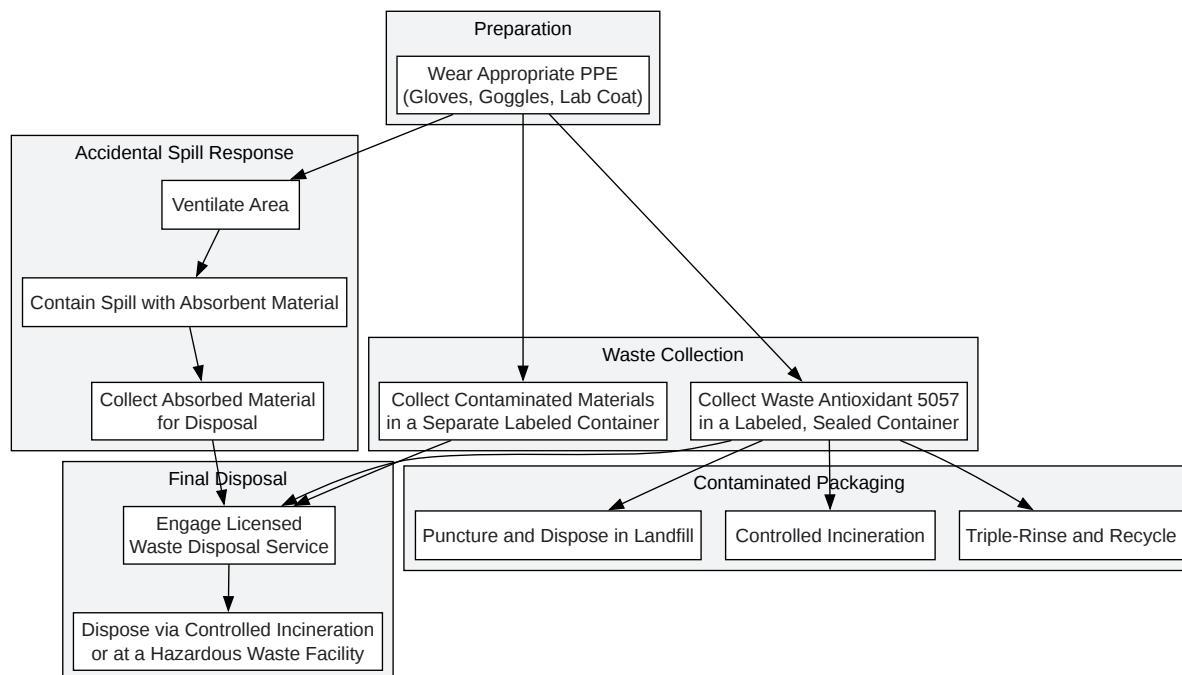 Preparation
Wear Appropriate PPE
(Gloves, Goggles, Lab Coat)
Accidental Spill Response
Ventilate Area
Contain Spill with Absorbent Material
Collect Absorbed Material
for Disposal
Waste Collection
Collect Contaminated Materials
in a Separate Labeled Container
Collect Waste Antioxidant 5057
in a Labeled, Sealed Container
Final Disposal
Engage Licensed
Waste Disposal Service
Dispose via Controlled Incineration
or at a Hazardous Waste Facility
Contaminated Packaging
Puncture and Dispose in Landfill
Controlled Incineration
Triple-Rinse and Recycle